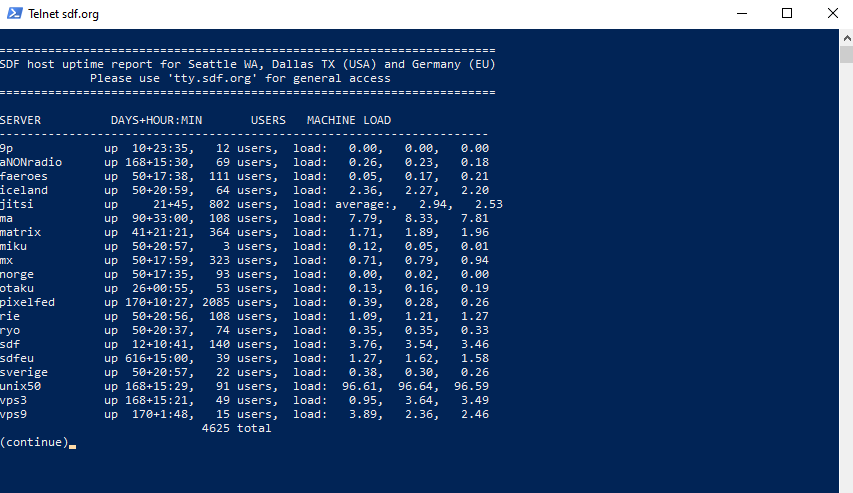 Telnet sdf.org
=======================================================================
SDF host uptime report for Seattle WA, Dallas TX (USA) and Germany (EU)
             Please use 'tty.sdf.org' for general access
=======================================================================
SERVER          DAYS+HOUR:MIN       USERS   MACHINE LOAD
----------------------------------------------------------------------
9p             up  10+23:35,   12 users,  load:   0.00,   0.00,   0.00
aNONradio      up 168+15:30,   69 users,  load:   0.26,   0.23,   0.18
faeroes        up  50+17:38,  111 users,  load:   0.05,   0.17,   0.21
iceland        up  50+20:59,   64 users,  load:   2.36,   2.27,   2.20
jitsi          up     21+45,  802 users,  load: average:,   2.94,   2.53
ma             up  90+33:00,  108 users,  load:   7.79,   8.33,   7.81
matrix         up  41+21:21,  364 users,  load:   1.71,   1.89,   1.96
miku           up  50+20:57,    3 users,  load:   0.12,   0.05,   0.01
mx             up  50+17:59,  323 users,  load:   0.71,   0.79,   0.94
norge          up  50+17:35,   93 users,  load:   0.00,   0.02,   0.00
otaku          up  26+00:55,   53 users,  load:   0.13,   0.16,   0.19
pixelfed       up 170+10:27, 2085 users,  load:   0.39,   0.28,   0.26
rie            up  50+20:56,  108 users,  load:   1.09,   1.21,   1.27
ryo            up  50+20:37,   74 users,  load:   0.35,   0.35,   0.33
sdf            up  12+10:41,  140 users,  load:   3.76,   3.54,   3.46
sdfeu          up 616+15:00,   39 users,  load:   1.27,   1.62,   1.58
sverige        up  50+20:57,   22 users,  load:   0.38,   0.30,   0.26
unix50         up 168+15:29,   91 users,  load:  96.61,  96.64,  96.59
vps3           up 168+15:21,   49 users,  load:   0.95,   3.64,   3.49
vps9           up  170+1:48,   15 users,  load:   3.89,   2.36,   2.46
                             4625 total
(continue)